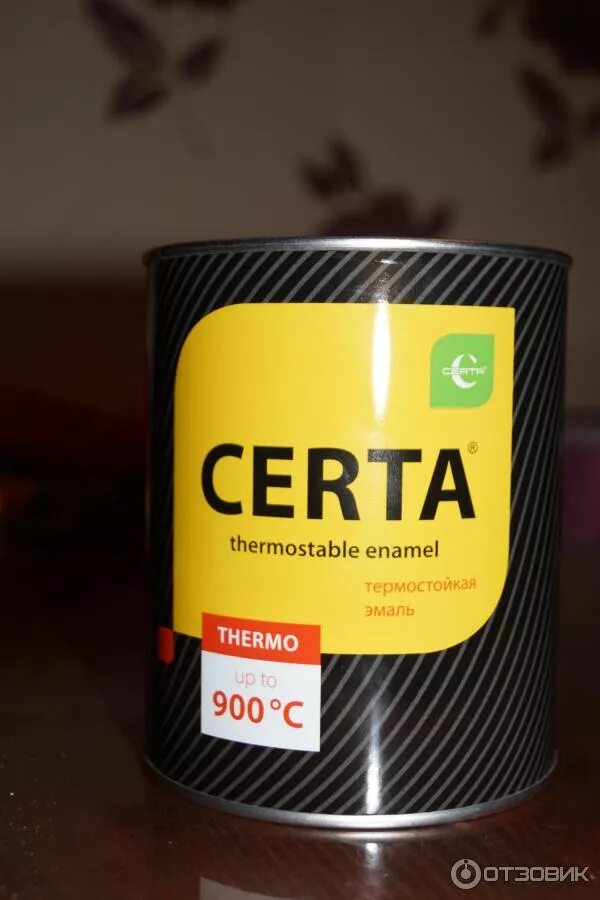 CERTA®
CERTA®
thermostable enamel
термостойкая
эмаль
THERMO
up to
900 °C
ОТЗОВИК